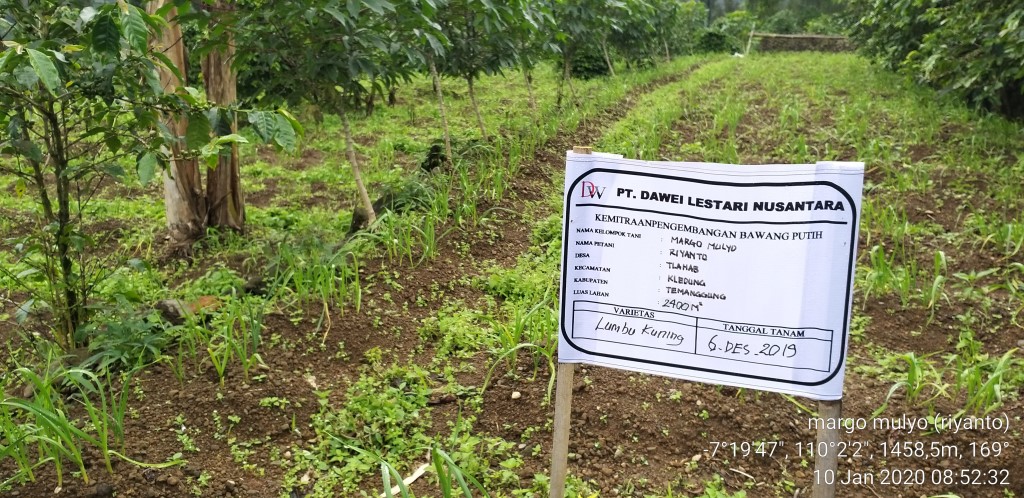 DW PT. DAWEI LESTARI NUSANTARA
KEMITRAANPENGEMBANGAN BAWANG PUTIH
NAMA KELOMPOK TANI : MARGO MULYO
NAMA PETANI : RIYANTO
DESA : TLAHAB
KECAMATAN : KLEDUNG
KABUPATEN : TEMANGGUNG
LUAS LAHAN : 2400 M²
VARIETAS TANGGAL TANAM
Lumbu Kuning 6-DES-2019
margo mulyo (riyanto)
7°19'47", 110°2'2", 1458,5m, 169°
10 Jan 2020 08:52:32